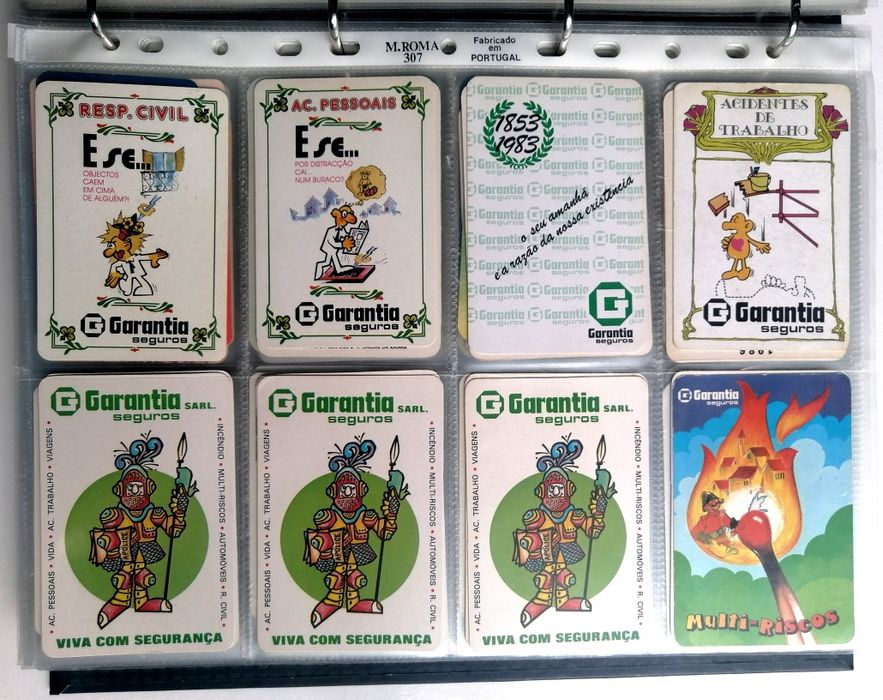 M.ROMA
307
Fabricado
em
PORTUGAL
RESP. CIVIL
E SE...
OBJECTOS
CAEM
EM CIMA
DE ALGUÉM?!
G Garantia
seguros
AC. PESSOAIS
E SE...
POR DISTRACÇÃO
CAI...
NUM BURACO?
G Garantia
seguros
1853
1983
o seu amanhã
é a razão da nossa existência
G
Garantia
seguros
ACIDENTES
DE
TRABALHO
G Garantia
seguros
1986
G Garantia SARL.
seguros
AC. PESSOAIS • VIDA • AC. TRABALHO • VIAGENS
INCÊNDIO • MULTI-RISCOS • AUTOMÓVEIS • R. CIVIL
APÓLICE
VIVA COM SEGURANÇA
G Garantia SARL.
seguros
AC. PESSOAIS • VIDA • AC. TRABALHO • VIAGENS
INCÊNDIO • MULTI-RISCOS • AUTOMÓVEIS • R. CIVIL
APÓLICE
VIVA COM SEGURANÇA
G Garantia SARL.
seguros
AC. PESSOAIS • VIDA • AC. TRABALHO • VIAGENS
INCÊNDIO • MULTI-RISCOS • AUTOMÓVEIS • R. CIVIL
APÓLICE
VIVA COM SEGURANÇA
G Garantia
seguros
Multi-Riscos